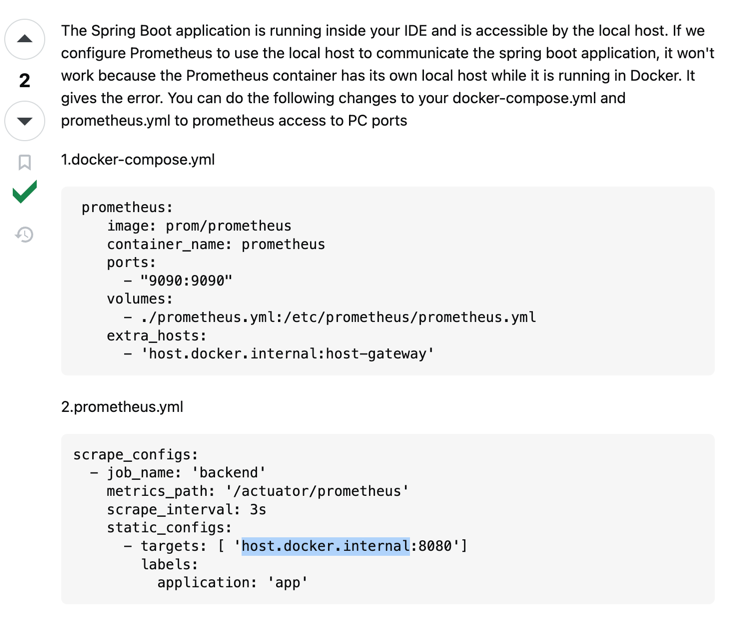 The Spring Boot application is running inside your IDE and is accessible by the local host. If we
configure Prometheus to use the local host to communicate the spring boot application, it won't
work because the Prometheus container has its own local host while it is running in Docker. It
gives the error. You can do the following changes to your docker-compose.yml and
prometheus.yml to prometheus access to PC ports
2
1.docker-compose.yml
prometheus:
   image: prom/prometheus
   container_name: prometheus
   ports:
     - "9090:9090"
   volumes:
     - ./prometheus.yml:/etc/prometheus/prometheus.yml
   extra_hosts:
     - 'host.docker.internal:host-gateway'
2.prometheus.yml
scrape_configs:
  - job_name: 'backend'
    metrics_path: '/actuator/prometheus'
    scrape_interval: 3s
    static_configs:
      - targets: [ 'host.docker.internal:8080']
        labels:
          application: 'app'